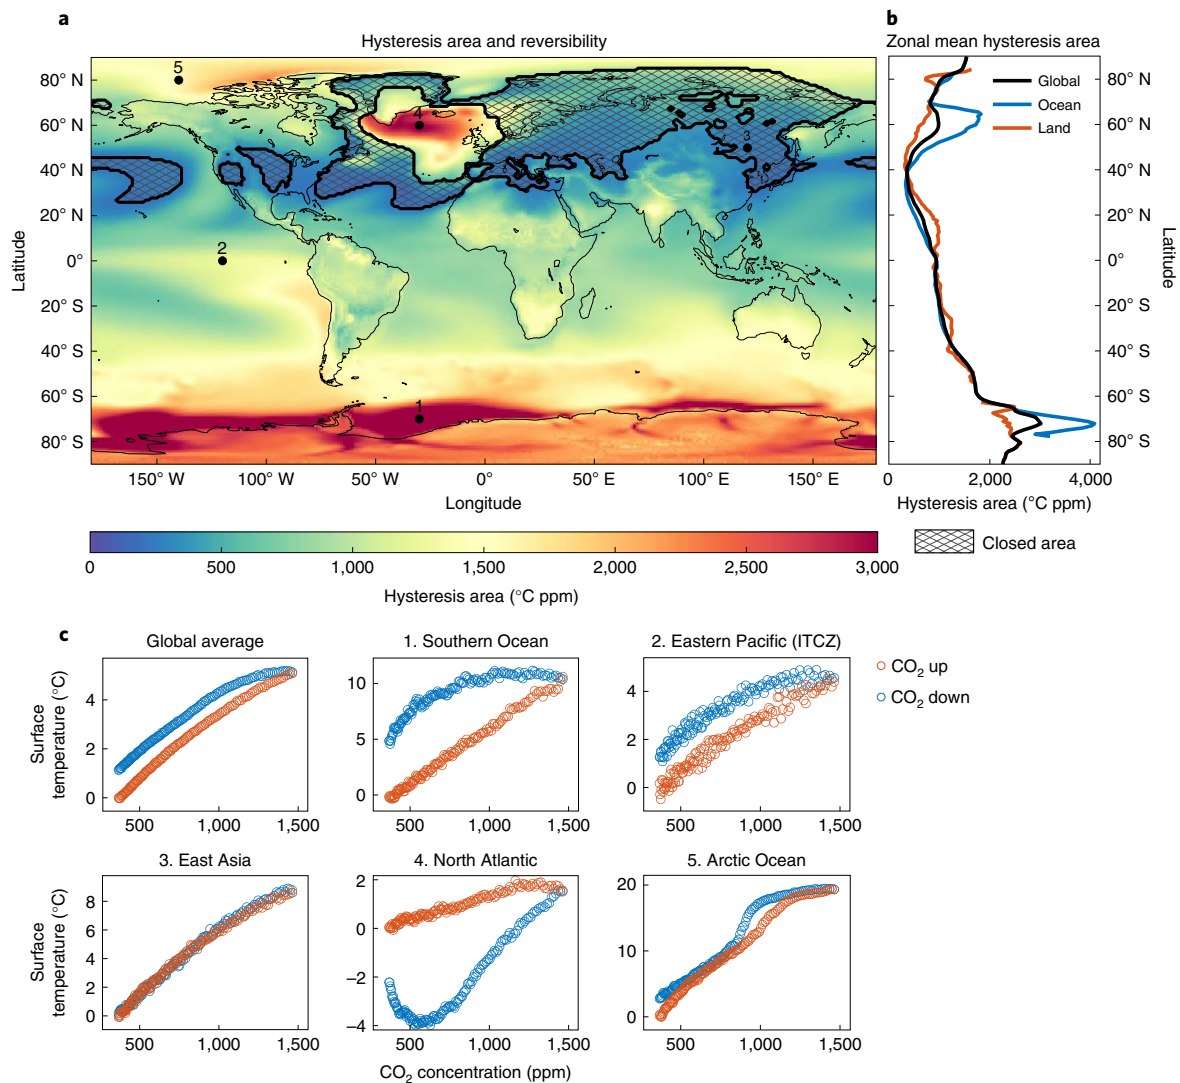 a
Hysteresis area and reversibility
80° N
60° N
40° N
20° N
0°
20° S
40° S
60° S
80° S
Latitude
5
4
3
2
1
150° W
100° W
50° W
0°
50° E
100° E
150° E
Longitude
b
Zonal mean hysteresis area
Global
Ocean
Land
80° N
60° N
40° N
20° N
0°
20° S
40° S
60° S
80° S
Latitude
0
2,000
4,000
Hysteresis area (°C ppm)
Closed area
0
500
1,000
1,500
2,000
2,500
3,000
Hysteresis area (°C ppm)
c
Global average
Surface
temperature (°C)
4
2
0
500
1,000
1,500
1. Southern Ocean
10
5
0
500
1,000
1,500
2. Eastern Pacific (ITCZ)
4
2
0
500
1,000
1,500
CO2 up
CO2 down
3. East Asia
Surface
temperature (°C)
8
6
4
2
0
500
1,000
1,500
4. North Atlantic
2
0
−2
−4
500
1,000
1,500
5. Arctic Ocean
20
10
0
500
1,000
1,500
CO2 concentration (ppm)